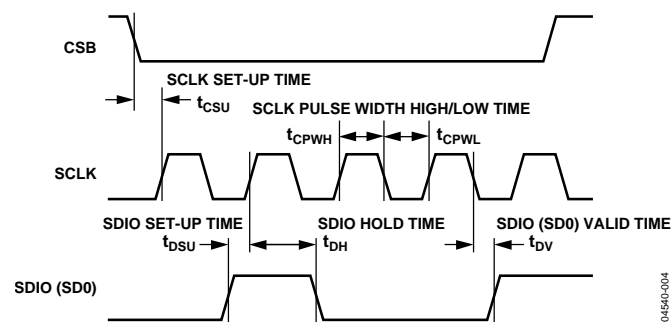 CSB
SCLK SET-UP TIME
tCSU
SCLK PULSE WIDTH HIGH/LOW TIME
tCPWH
tCPWL
SCLK
SDIO SET-UP TIME
SDIO HOLD TIME
SDIO (SD0) VALID TIME
tDSU
tDH
tDV
SDIO (SD0)
04540-004